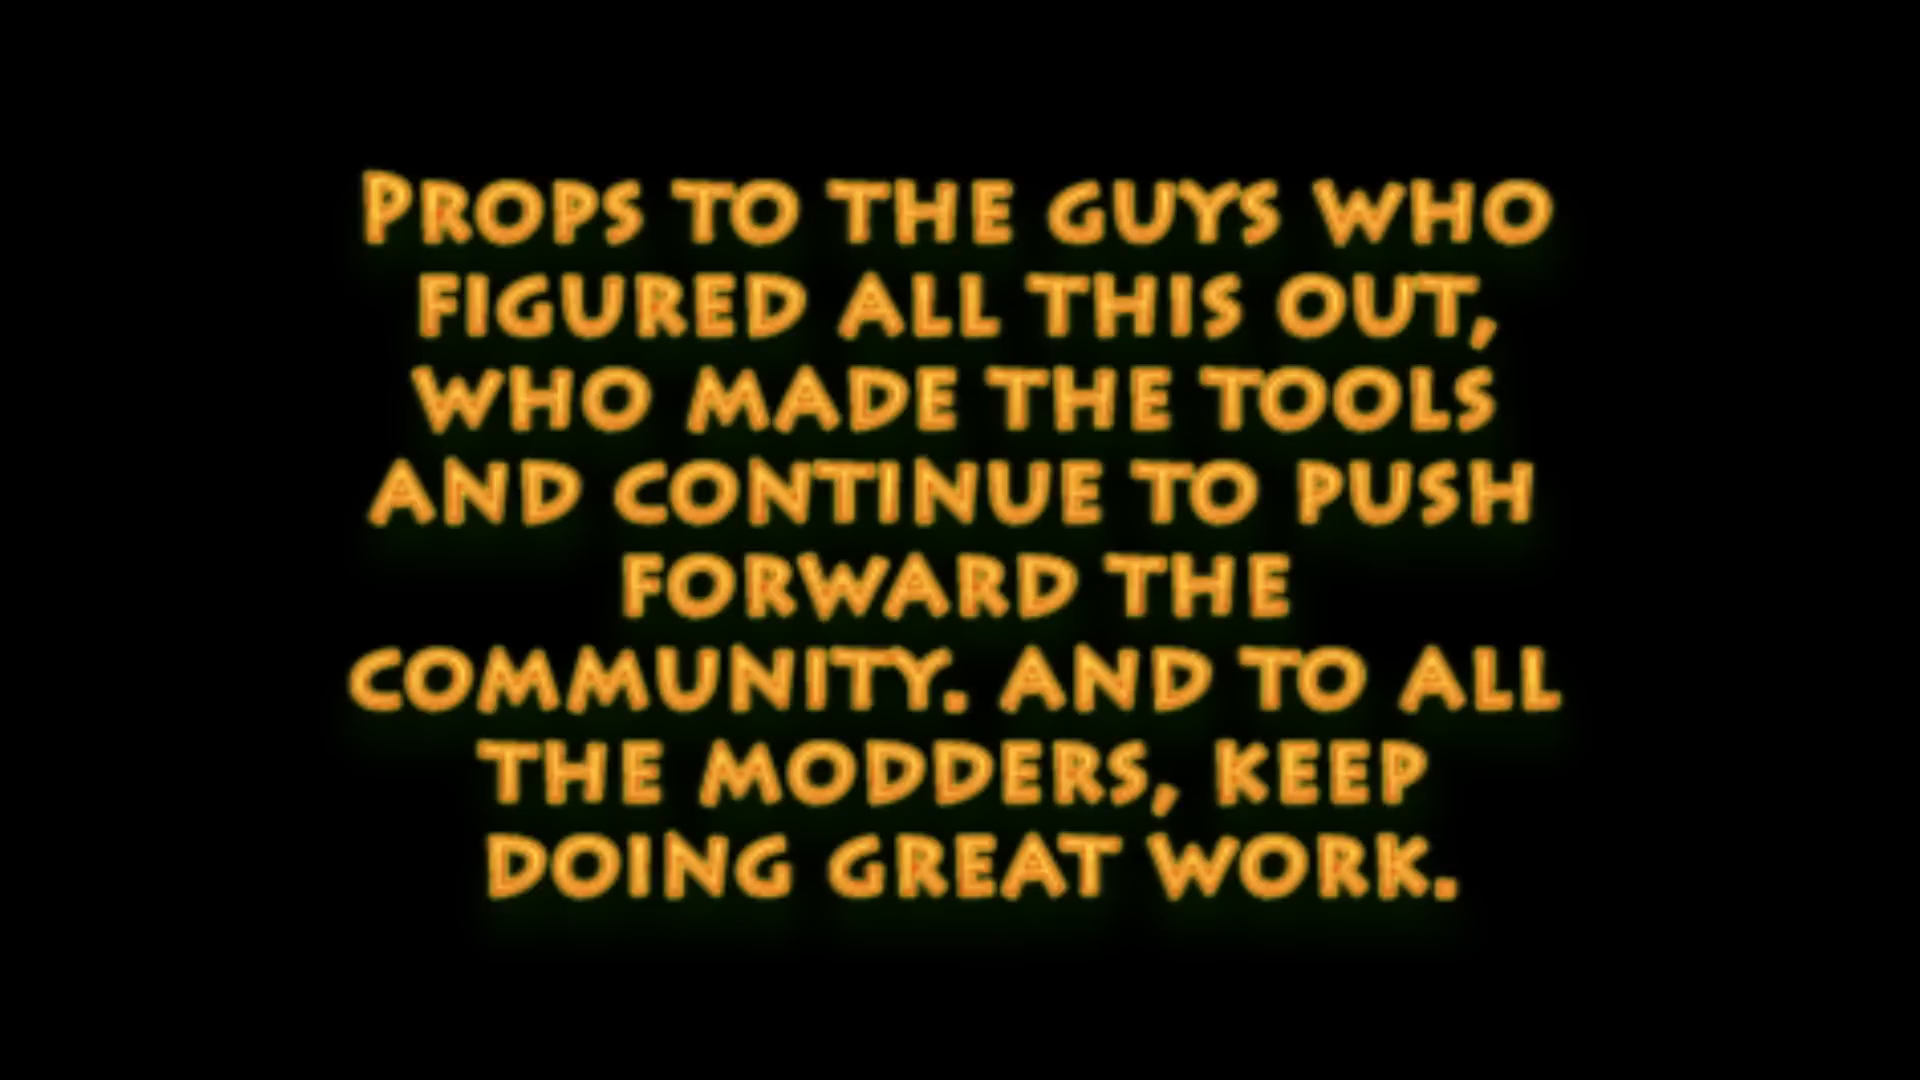 Props to the guys who
figured all this out,
who made the tools
and continue to push
forward the
community. And to all
the modders, keep
doing great work.